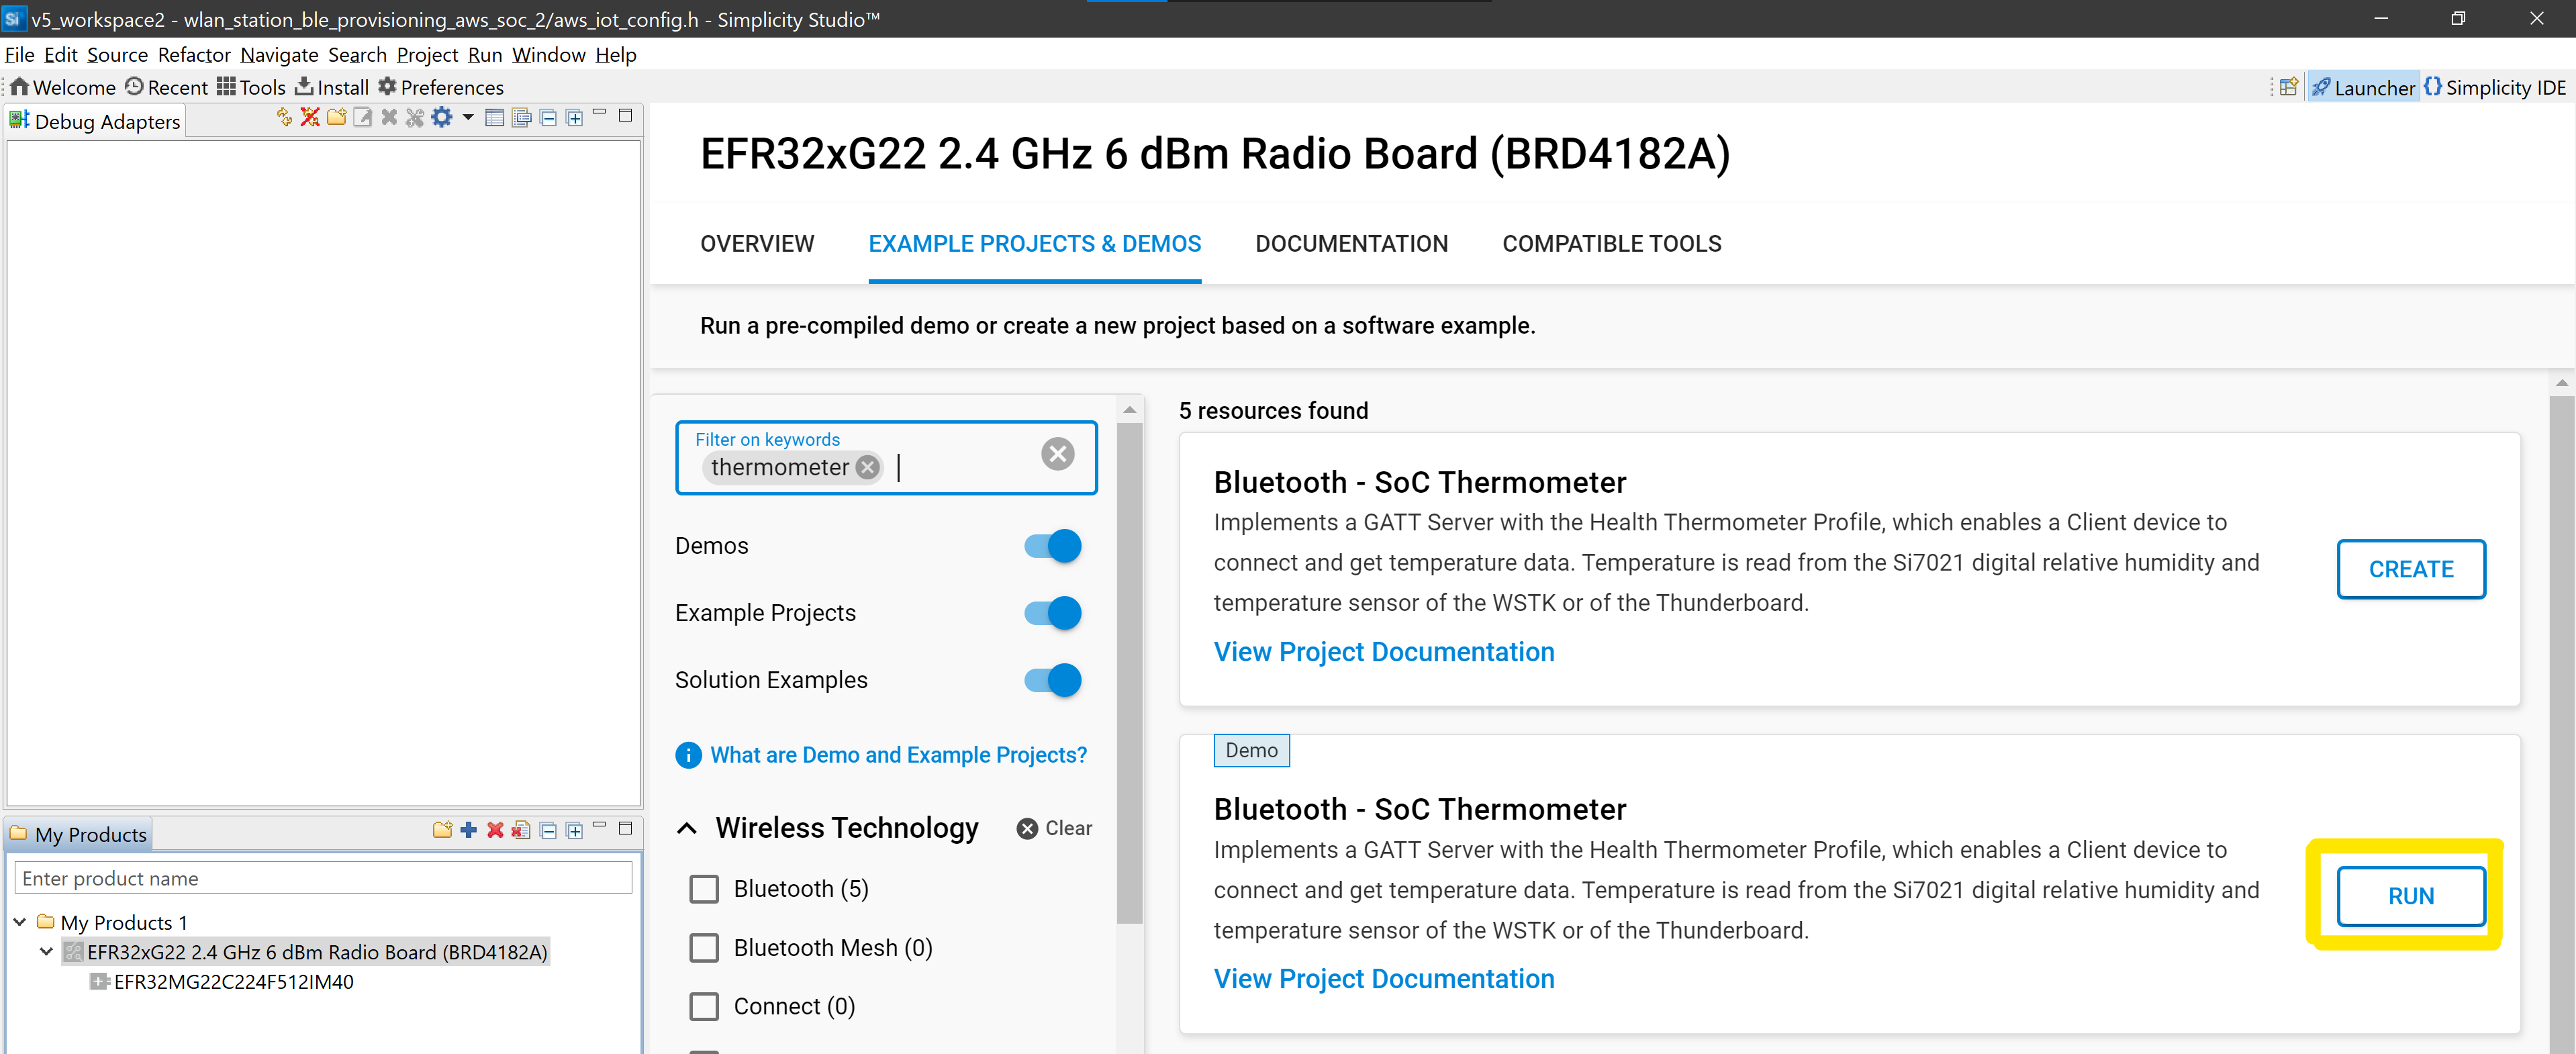 Si v5_workspace2 - wlan_station_ble_provisioning_aws_soc_2/aws_iot_config.h - Simplicity Studio™
File Edit Source Refactor Navigate Search Project Run Window Help
Welcome Recent Tools Install Preferences
Launcher {} Simplicity IDE
Debug Adapters
EFR32xG22 2.4 GHz 6 dBm Radio Board (BRD4182A)
OVERVIEW EXAMPLE PROJECTS & DEMOS DOCUMENTATION COMPATIBLE TOOLS
Run a pre-compiled demo or create a new project based on a software example.
Filter on keywords
thermometer
Demos
Example Projects
Solution Examples
What are Demo and Example Projects?
Wireless Technology Clear
Bluetooth (5)
Bluetooth Mesh (0)
Connect (0)
5 resources found
Bluetooth - SoC Thermometer
Implements a GATT Server with the Health Thermometer Profile, which enables a Client device to
connect and get temperature data. Temperature is read from the Si7021 digital relative humidity and
temperature sensor of the WSTK or of the Thunderboard.
View Project Documentation
CREATE
Demo
Bluetooth - SoC Thermometer
Implements a GATT Server with the Health Thermometer Profile, which enables a Client device to
connect and get temperature data. Temperature is read from the Si7021 digital relative humidity and
temperature sensor of the WSTK or of the Thunderboard.
View Project Documentation
RUN
My Products
Enter product name
My Products 1
EFR32xG22 2.4 GHz 6 dBm Radio Board (BRD4182A)
EFR32MG22C224F512IM40